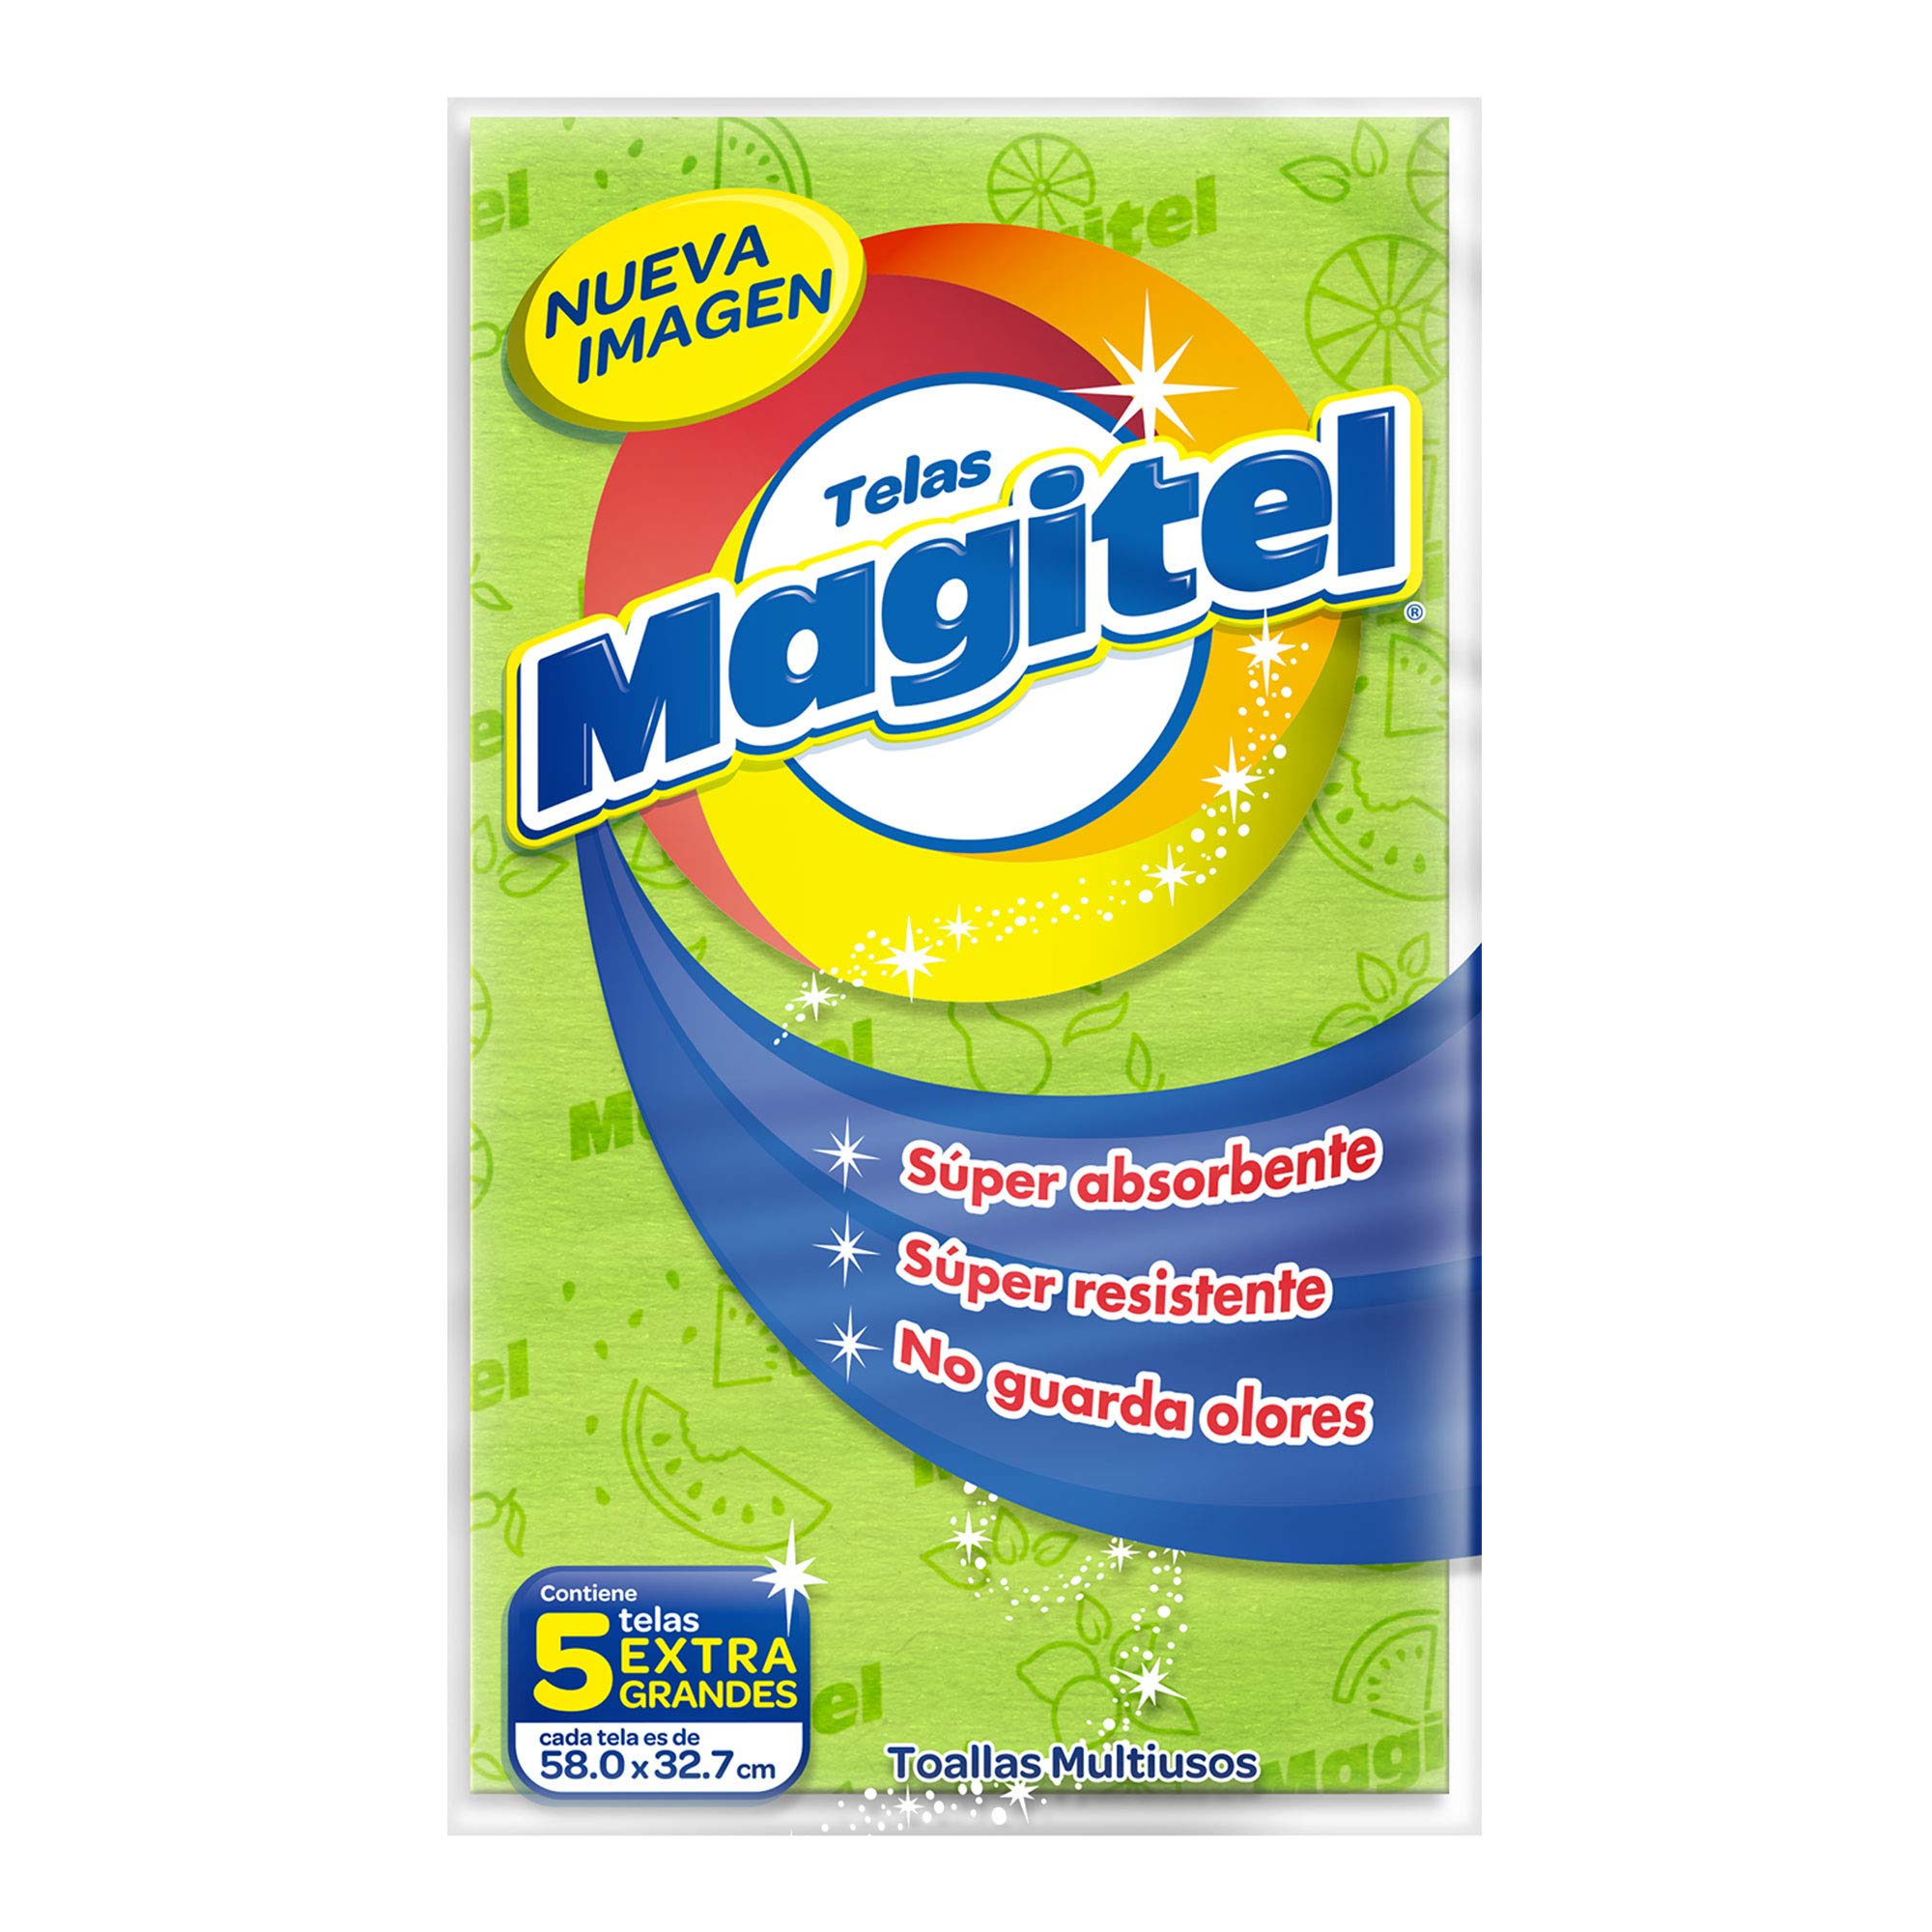 NUEVA
IMAGEN
Telas
Magitel
®
Súper absorbente
Súper resistente
No guarda olores
Contiene
5 telas
EXTRA
GRANDES
cada tela es de
58.0 x 32.7 cm
Toallas Multiusos